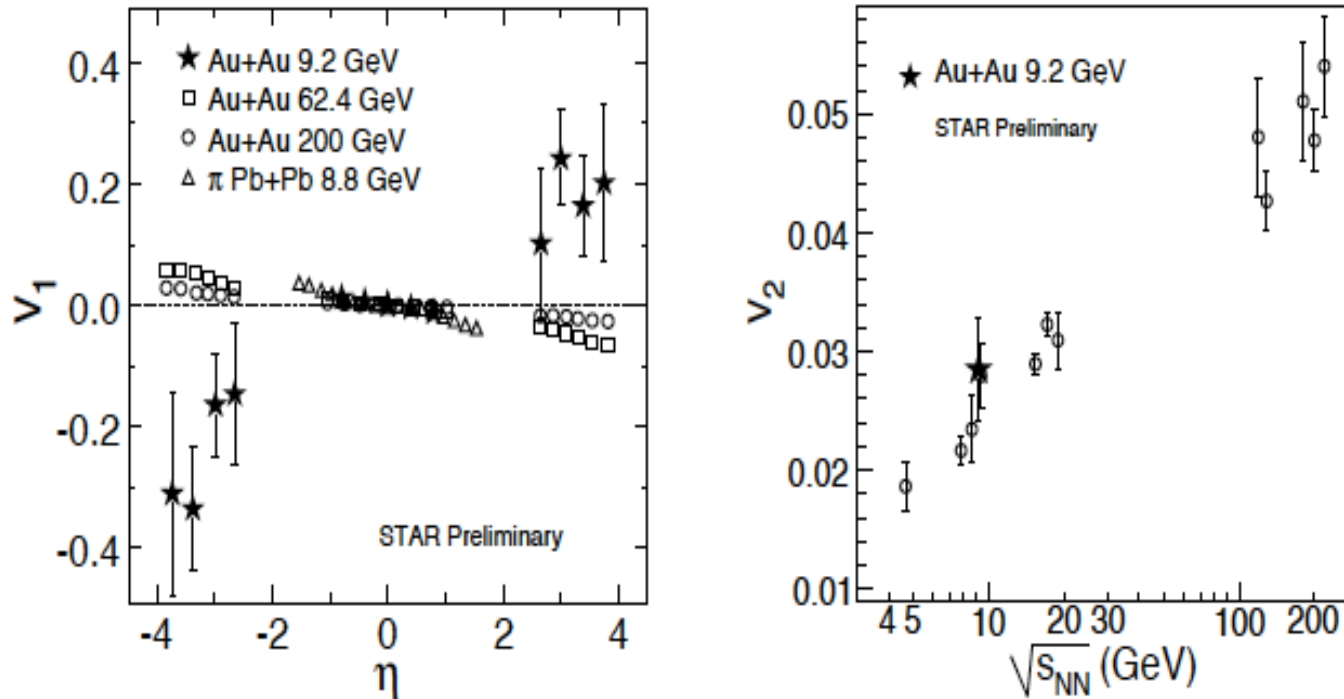 0.4
0.2
0.0
-0.2
-0.4
v1
Au+Au 9.2 GeV
Au+Au 62.4 GeV
Au+Au 200 GeV
π Pb+Pb 8.8 GeV
STAR Preliminary
-4 -2 0 2 4
η
0.05
0.04
0.03
0.02
0.01
v2
Au+Au 9.2 GeV
STAR Preliminary
4 5 10 20 30 100 200
√sNN (GeV)